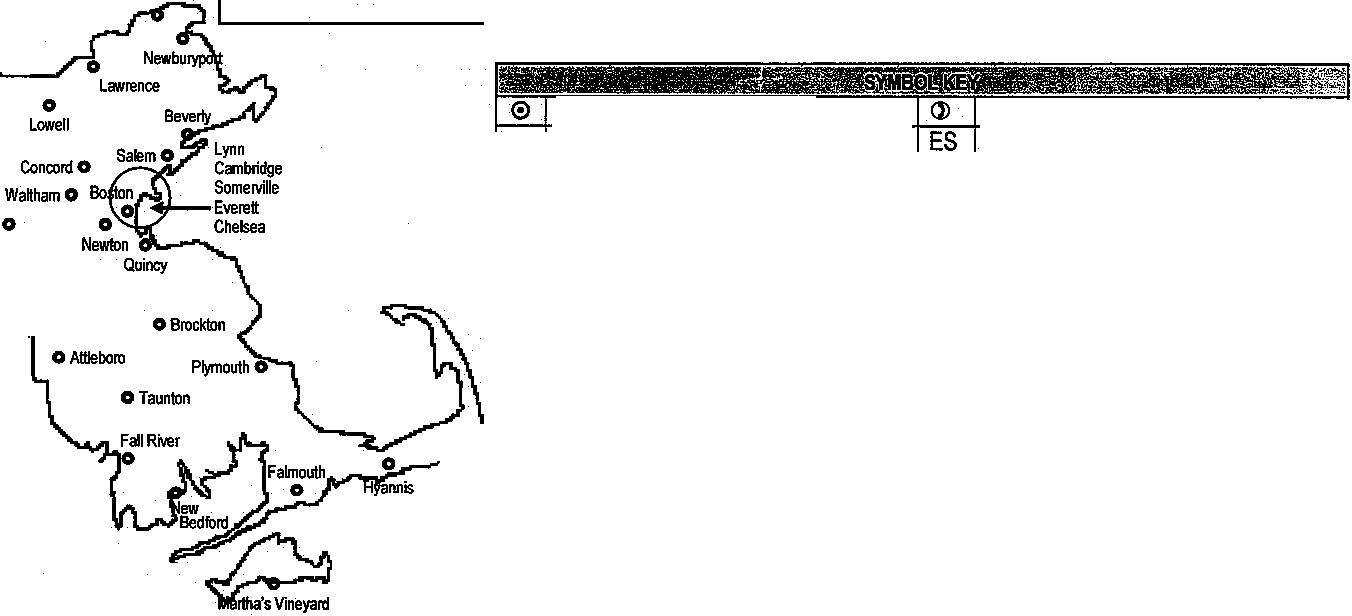 Newburyport
Lawrence
SYMBOL KEY
Lowell
Beverly
ES
Salem
Lynn
Concord
Cambridge
Waltham
Boston
Somerville
Everett
Chelsea
Newton
Quincy
Brockton
Attleboro
Plymouth
Taunton
Fall River
Falmouth
Hyannis
New
Bedford
Martha's Vineyard